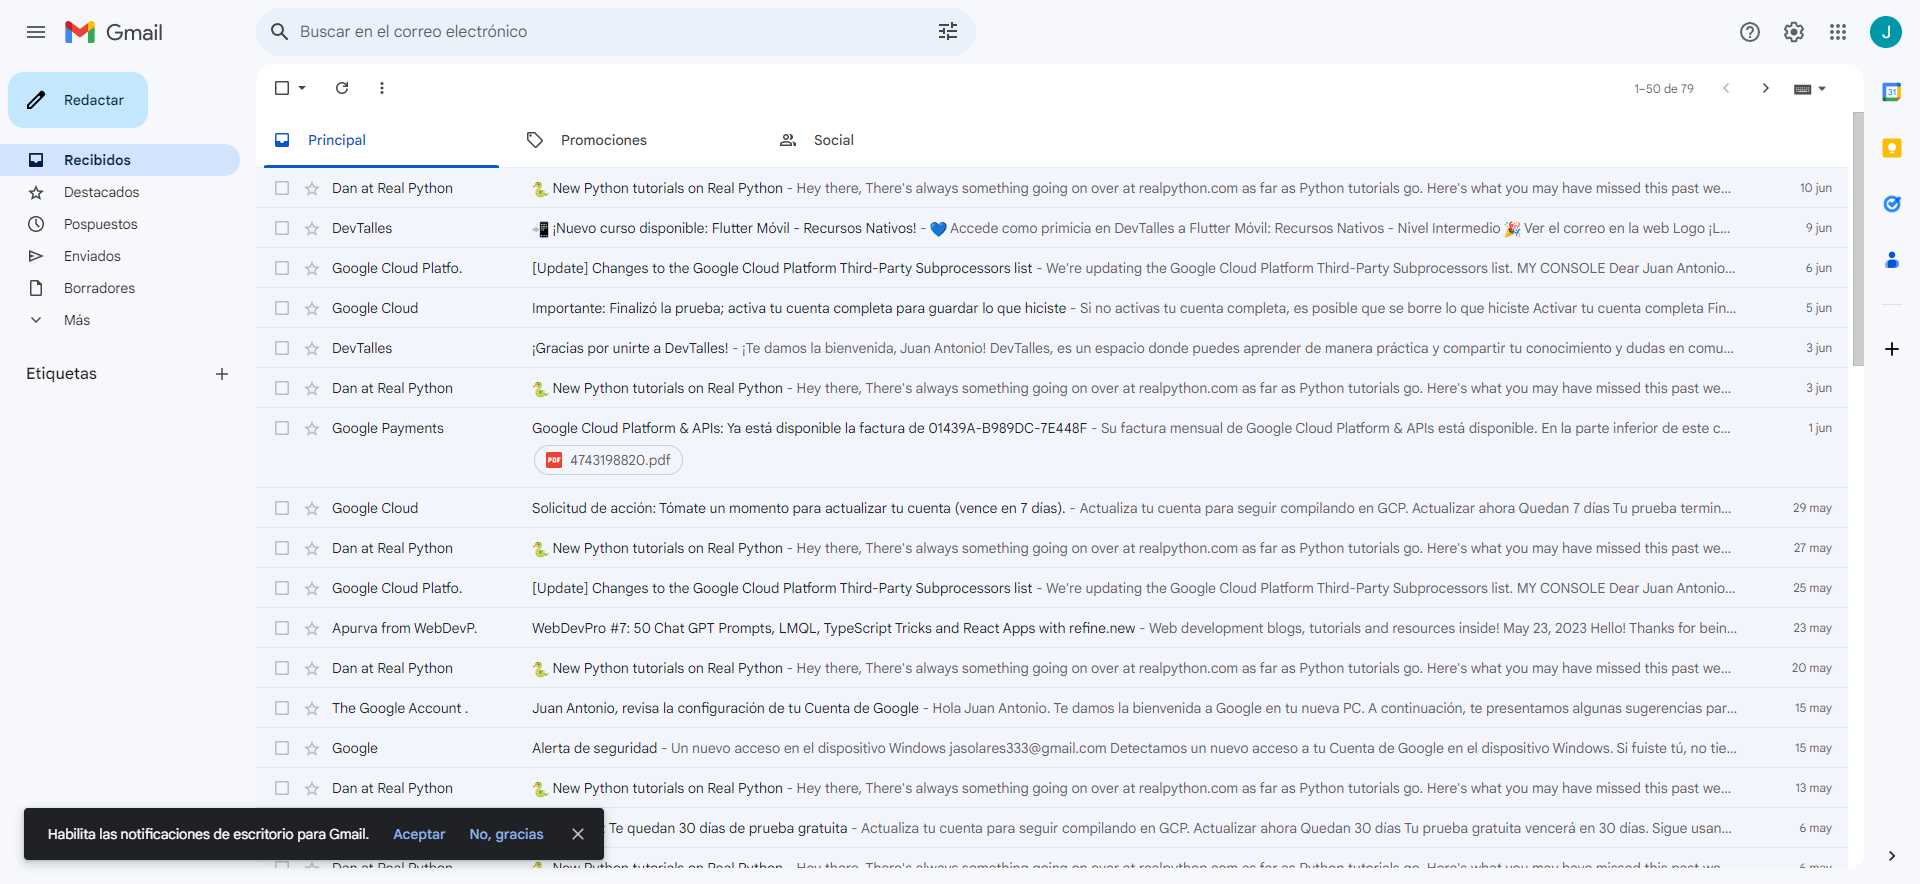 Gmail
Buscar en el correo electrónico
J
Redactar
1–50 de 79
31
Principal
Promociones
Social
Recibidos
Destacados
Pospuestos
Enviados
Borradores
Más
Etiquetas
Dan at Real Python 🐍 New Python tutorials on Real Python - Hey there, There's always something going on over at realpython.com as far as Python tutorials go. Here's what you may have missed this past we... 10 jun
DevTalles 📲 ¡Nuevo curso disponible: Flutter Móvil - Recursos Nativos! - 💙 Accede como primicia en DevTalles a Flutter Móvil: Recursos Nativos - Nivel Intermedio 🎉 Ver el correo en la web Logo ¡L... 9 jun
Google Cloud Platfo. [Update] Changes to the Google Cloud Platform Third-Party Subprocessors list - We're updating the Google Cloud Platform Third-Party Subprocessors list. MY CONSOLE Dear Juan Antonio... 6 jun
Google Cloud Importante: Finalizó la prueba; activa tu cuenta completa para guardar lo que hiciste - Si no activas tu cuenta completa, es posible que se borre lo que hiciste Activar tu cuenta completa Fin... 5 jun
DevTalles ¡Gracias por unirte a DevTalles! - ¡Te damos la bienvenida, Juan Antonio! DevTalles, es un espacio donde puedes aprender de manera práctica y compartir tu conocimiento y dudas en comu... 3 jun
Dan at Real Python 🐍 New Python tutorials on Real Python - Hey there, There's always something going on over at realpython.com as far as Python tutorials go. Here's what you may have missed this past we... 3 jun
Google Payments Google Cloud Platform & APIs: Ya está disponible la factura de 01439A-B989DC-7E448F - Su factura mensual de Google Cloud Platform & APIs está disponible. En la parte inferior de este c... 1 jun
PDF 4743198820.pdf
Google Cloud Solicitud de acción: Tómate un momento para actualizar tu cuenta (vence en 7 días). - Actualiza tu cuenta para seguir compilando en GCP. Actualizar ahora Quedan 7 días Tu prueba termin... 29 may
Dan at Real Python 🐍 New Python tutorials on Real Python - Hey there, There's always something going on over at realpython.com as far as Python tutorials go. Here's what you may have missed this past we... 27 may
Google Cloud Platfo. [Update] Changes to the Google Cloud Platform Third-Party Subprocessors list - We're updating the Google Cloud Platform Third-Party Subprocessors list. MY CONSOLE Dear Juan Antonio... 25 may
Apurva from WebDevP. WebDevPro #7: 50 Chat GPT Prompts, LMQL, TypeScript Tricks and React Apps with refine.new - Web development blogs, tutorials and resources inside! May 23, 2023 Hello! Thanks for bein... 23 may
Dan at Real Python 🐍 New Python tutorials on Real Python - Hey there, There's always something going on over at realpython.com as far as Python tutorials go. Here's what you may have missed this past we... 20 may
The Google Account . Juan Antonio, revisa la configuración de tu Cuenta de Google - Hola Juan Antonio. Te damos la bienvenida a Google en tu nueva PC. A continuación, te presentamos algunas sugerencias par... 15 may
Google Alerta de seguridad - Un nuevo acceso en el dispositivo Windows jasolares333@gmail.com Detectamos un nuevo acceso a tu Cuenta de Google en el dispositivo Windows. Si fuiste tú, no tie... 15 may
Dan at Real Python 🐍 New Python tutorials on Real Python - Hey there, There's always something going on over at realpython.com as far as Python tutorials go. Here's what you may have missed this past we... 13 may
: Te quedan 30 días de prueba gratuita - Actualiza tu cuenta para seguir compilando en GCP. Actualizar ahora Quedan 30 días Tu prueba gratuita vencerá en 30 días. Sigue usan... 6 may
Habilita las notificaciones de escritorio para Gmail. Aceptar No, gracias
Dan at Real Python 🐍 New Python tutorials on Real Python - Hey there, There's always something going on over at realpython.com as far as Python tutorials go. Here's what you may have missed this past we... 6 may